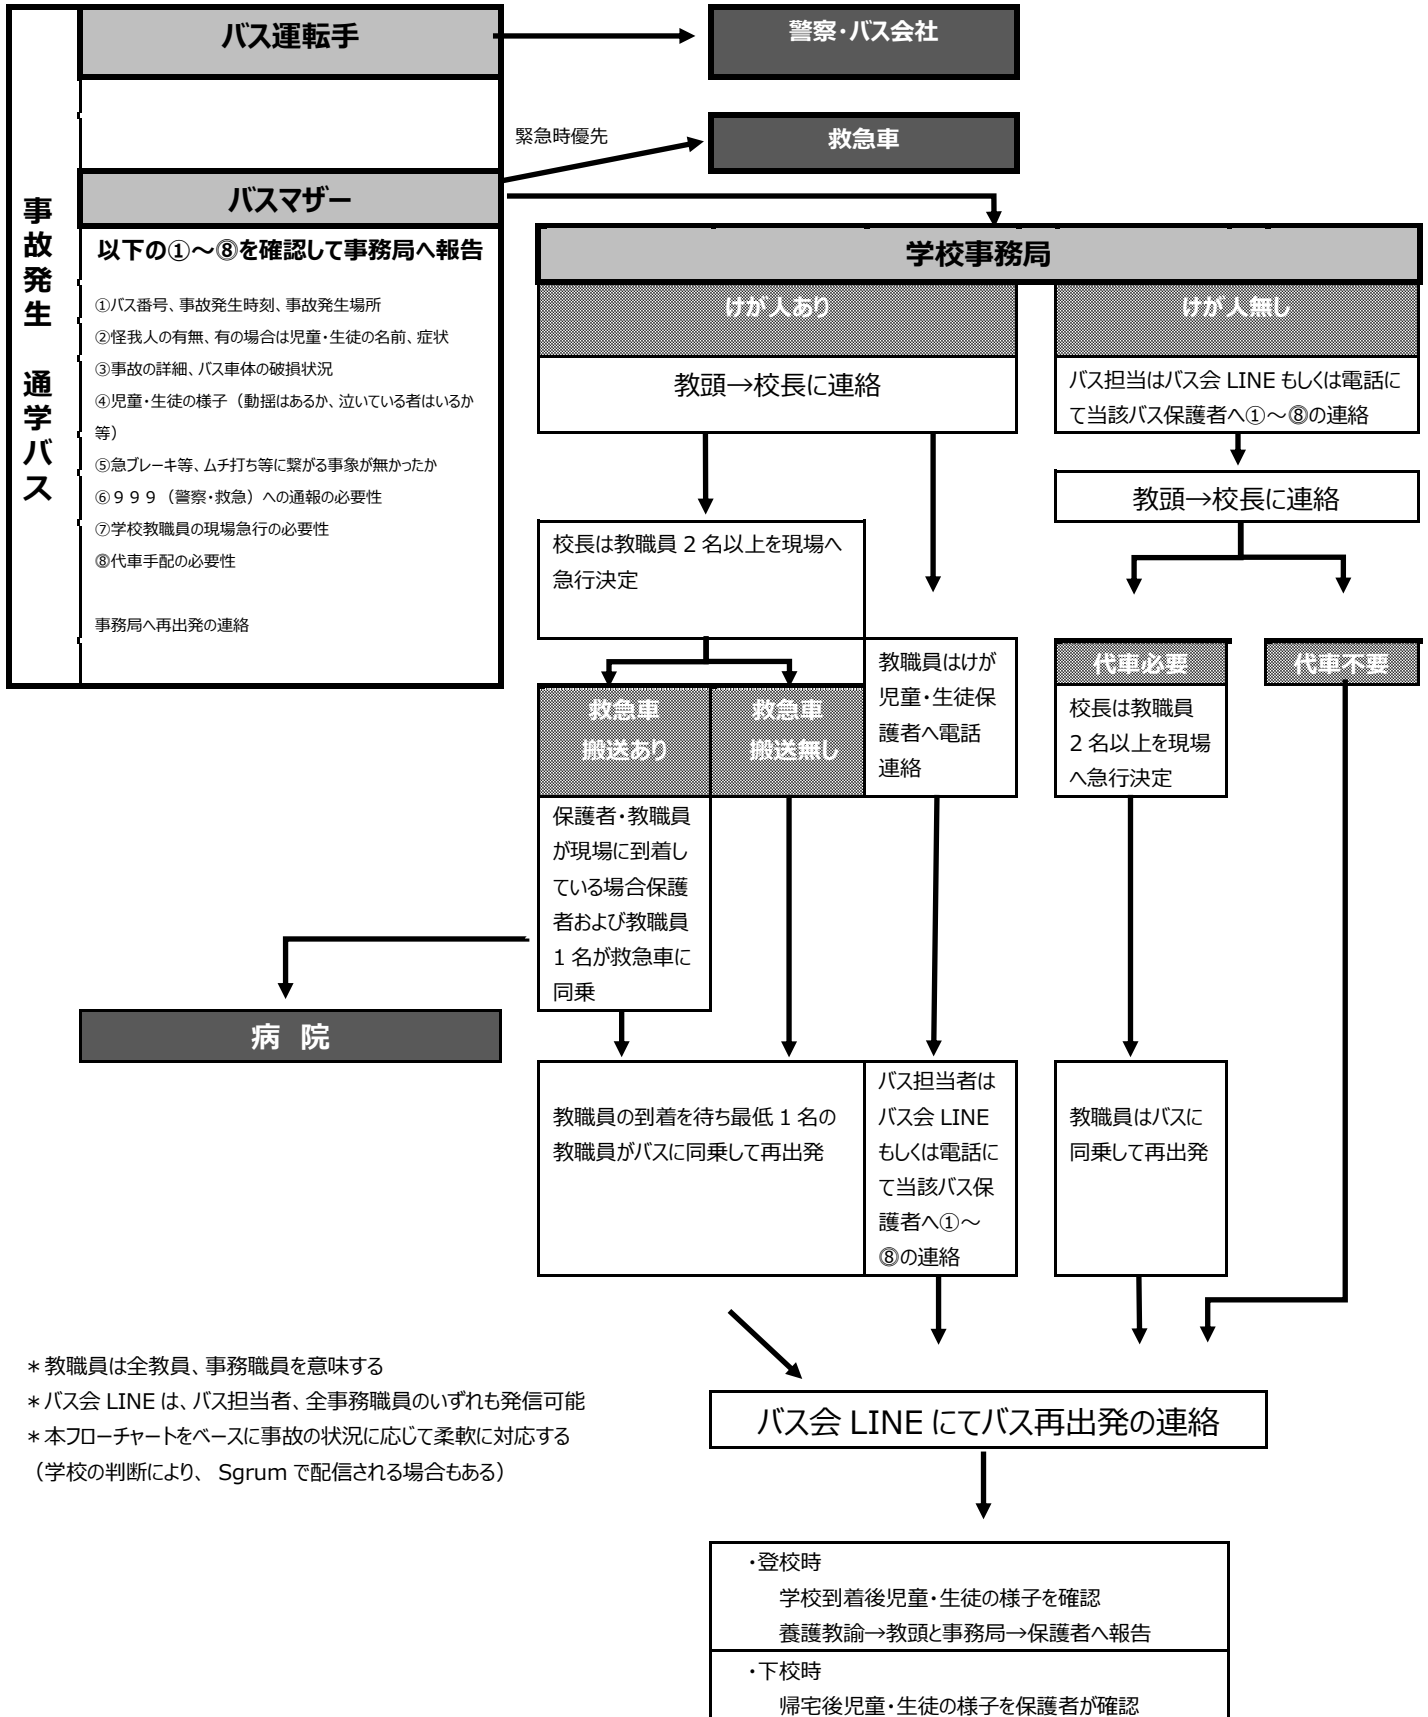 事故発生　通学バス
バス運転手
警察・バス会社
緊急時優先
救急車
バスマザー
以下の①～⑧を確認して事務局へ報告
①バス番号、事故発生時刻、事故発生場所
②怪我人の有無、有の場合は児童・生徒の名前、症状
③事故の詳細、バス車体の破損状況
④児童・生徒の様子（動揺はあるか、泣いている者はいるか
等）
⑤急ブレーキ等、ムチ打ち等に繋がる事象が無かったか
⑥９９９（警察・救急）への通報の必要性
⑦学校教職員の現場急行の必要性
⑧代車手配の必要性
事務局へ再出発の連絡
学校事務局
けが人あり
教頭→校長に連絡
けが人無し
バス担当はバス会 LINE もしくは電話に
て当該バス保護者へ①～⑧の連絡
教頭→校長に連絡
校長は教職員 2 名以上を現場へ
急行決定
教職員はけが
児童・生徒保
護者へ電話
連絡
救急車
搬送あり
救急車
搬送無し
代車必要
校長は教職員
2 名以上を現場
へ急行決定
代車不要
保護者・教職員
が現場に到着し
ている場合保護
者および教職員
1 名が救急車に
同乗
病 院
教職員の到着を待ち最低 1 名の
教職員がバスに同乗して再出発
バス担当者は
バス会 LINE
もしくは電話に
て当該バス保
護者へ①～
⑧の連絡
教職員はバスに
同乗して再出発
＊教職員は全教員、事務職員を意味する
＊バス会 LINE は、バス担当者、全事務職員のいずれも発信可能
＊本フローチャートをベースに事故の状況に応じて柔軟に対応する
（学校の判断により、 Sgrum で配信される場合もある）
バス会 LINE にてバス再出発の連絡
・登校時
学校到着後児童・生徒の様子を確認
養護教諭→教頭と事務局→保護者へ報告
・下校時
帰宅後児童・生徒の様子を保護者が確認